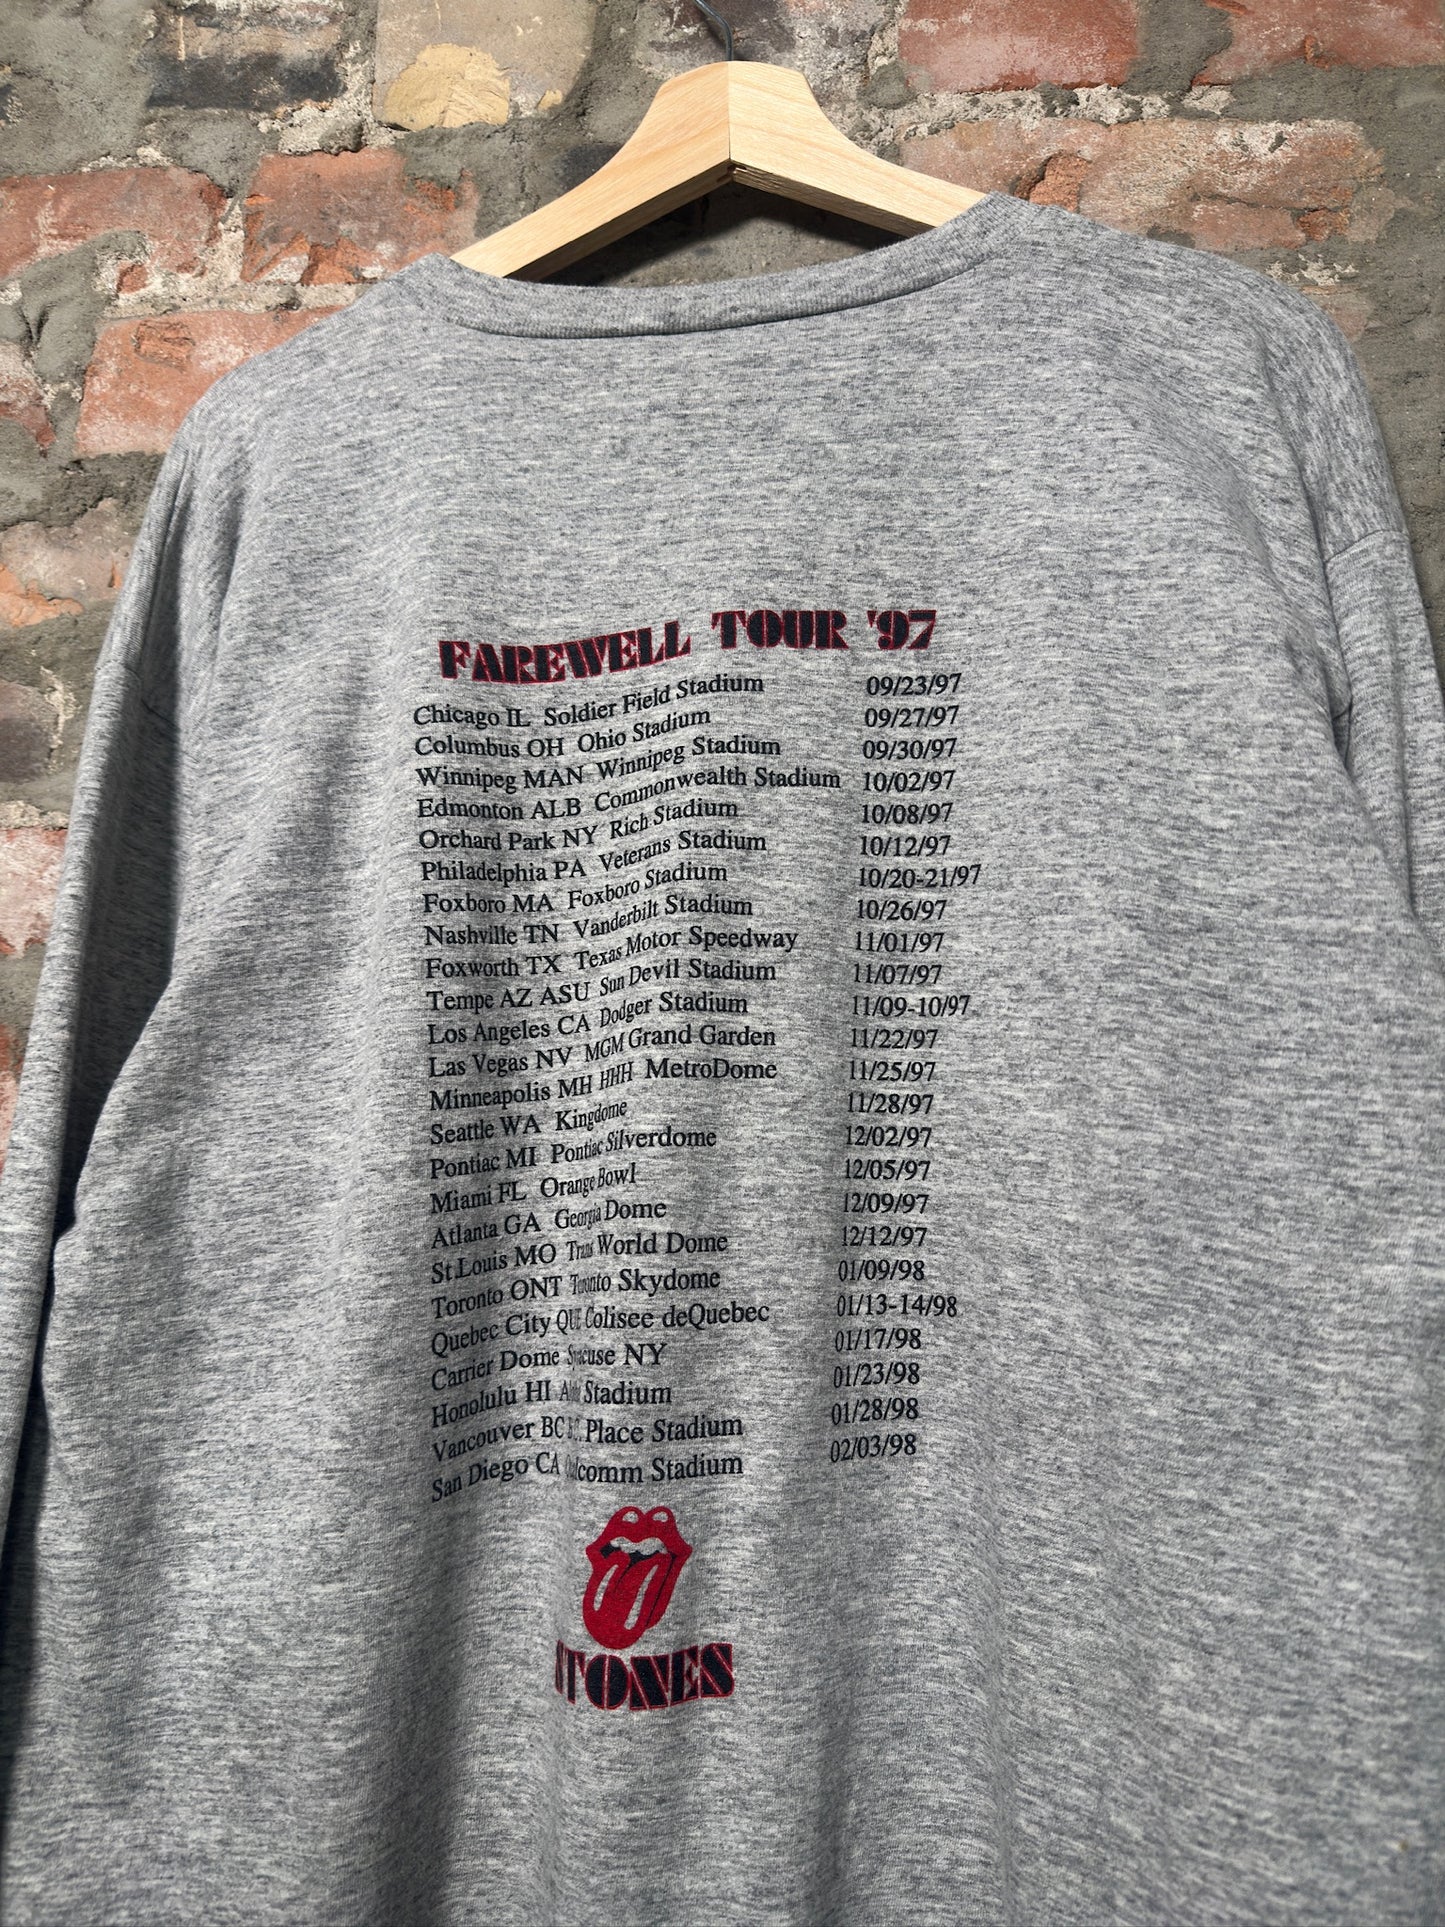 FAREWELL TOUR '97
Chicago IL Soldier Field Stadium 09/23/97
Columbus OH Ohio Stadium 09/27/97
Winnipeg MAN Winnipeg Stadium 09/30/97
Edmonton ALB Commonwealth Stadium 10/02/97
Orchard Park NY Rich Stadium 10/08/97
Philadelphia PA Veterans Stadium 10/12/97
Foxboro MA Foxboro Stadium 10/20-21/97
Nashville TN Vanderbilt Stadium 10/26/97
Foxworth TX Texas Motor Speedway 11/01/97
Tempe AZ ASU Sun Devil Stadium 11/07/97
Los Angeles CA Dodger Stadium 11/09-10/97
Las Vegas NV MGM Grand Garden 11/22/97
Minneapolis MH HHH MetroDome 11/25/97
Seattle WA Kingdome 11/28/97
Pontiac MI Pontiac Silverdome 12/02/97
Miami FL Orange Bowl 12/05/97
Atlanta GA Georgia Dome 12/09/97
St.Louis MO Trans World Dome 12/12/97
Toronto ONT Toronto Skydome 01/09/98
Quebec City QUE Colisee deQuebec 01/13-14/98
Carrier Dome Syracuse NY 01/17/98
Honolulu HI Aloha Stadium 01/23/98
Vancouver BC B.C. Place Stadium 01/28/98
San Diego CA Qualcomm Stadium 02/03/98
STONES